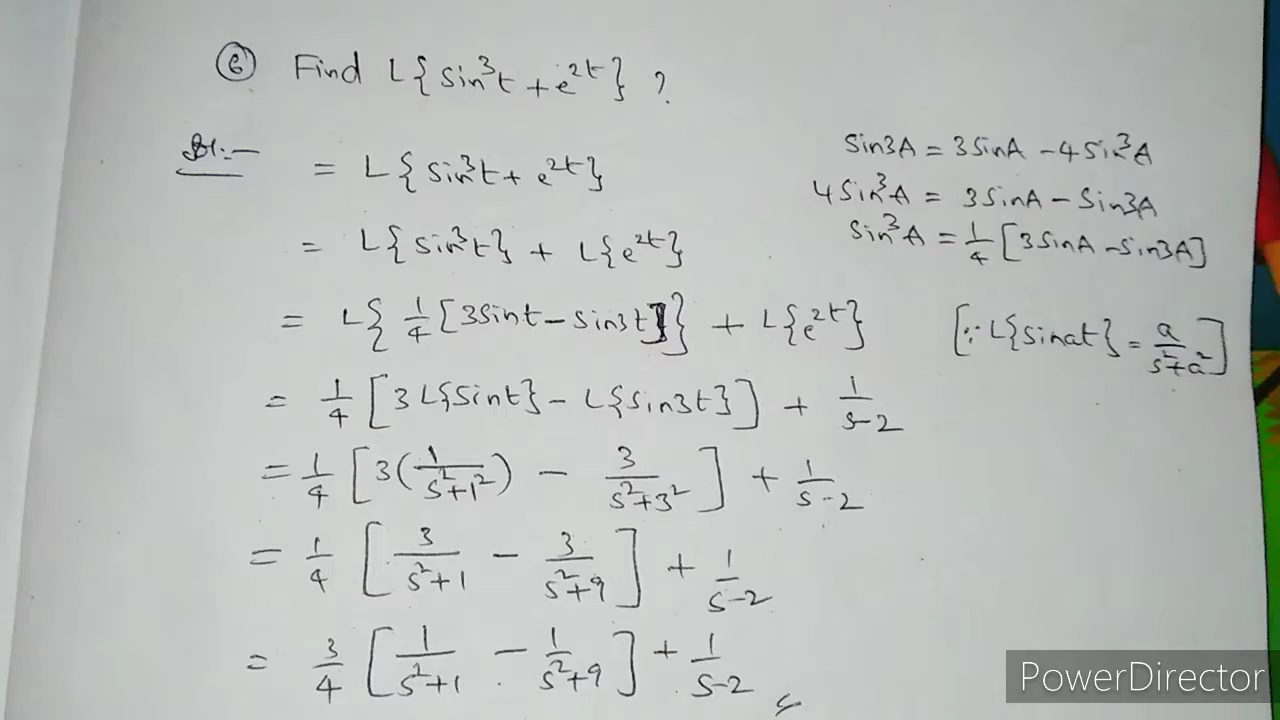 ⑥ Find L{sin³t + e²ᵗ} ?
Sol:-
= L{sin³t + e²ᵗ}
= L{sin³t} + L{e²ᵗ}
= L{1/4 [3sint - sin3t]} + L{e²ᵗ}
= 1/4 [3 L{sint} - L{sin3t}] + 1/s-2
= 1/4 [3(1/s²+1²) - 3/s²+3²] + 1/s-2
= 1/4 [3/s²+1 - 3/s²+9] + 1/s-2
= 3/4 [1/s²+1 - 1/s²+9] + 1/s-2
sin3A = 3sinA - 4sin³A
4sin³A = 3sinA - sin3A
sin³A = 1/4 [3sinA - sin3A]
[∵ L{sinat} = a/s²+a²]
PowerDirector